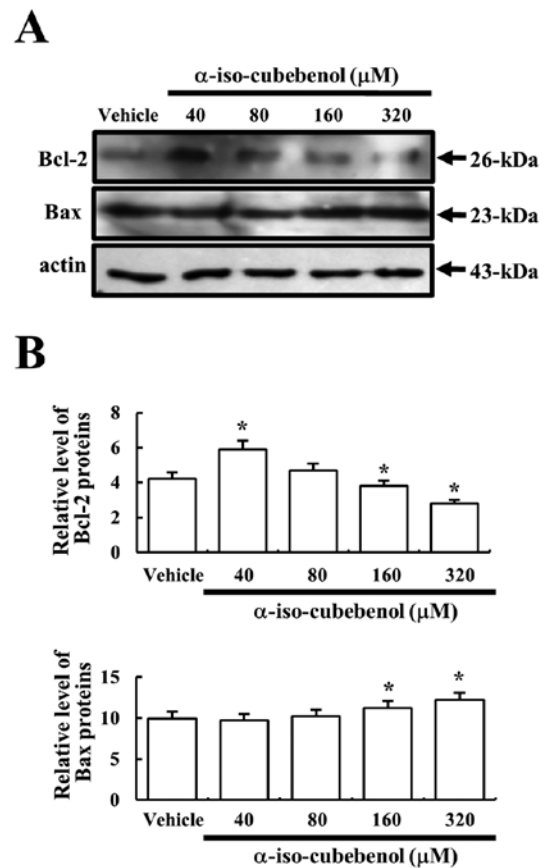 A
α-iso-cubebenol (μM)
Vehicle 40 80 160 320
Bcl-2 26-kDa
Bax 23-kDa
actin 43-kDa
B
Relative level of
Bcl-2 proteins
8
6
4
2
0
*
*
*
Vehicle 40 80 160 320
α-iso-cubebenol (μM)
Relative level of
Bax proteins
15
10
5
0
*
*
Vehicle 40 80 160 320
α-iso-cubebenol (μM)